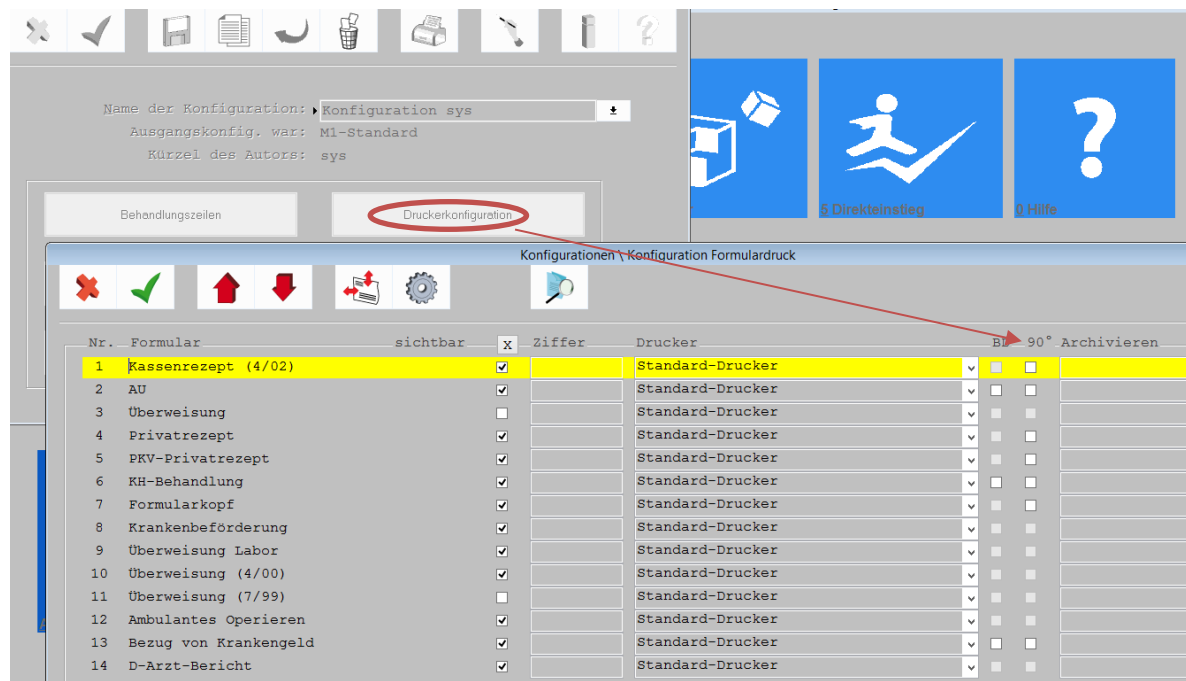 Name der Konfiguration: Konfiguration sys
Ausgangskonfig. war: M1-Standard
Kürzel des Autors: sys
Behandlungszeilen Druckerkonfiguration
5 Direkteinstieg 0 Hilfe
Konfigurationen \ Konfiguration Formulardruck
Nr. Formular sichtbar X Ziffer Drucker 90° Archivieren
1 Kassenrezept (4/02) Standard-Drucker
2 AU Standard-Drucker
3 Überweisung Standard-Drucker
4 Privatrezept Standard-Drucker
5 PKV-Privatrezept Standard-Drucker
6 KH-Behandlung Standard-Drucker
7 Formularkopf Standard-Drucker
8 Krankenbeförderung Standard-Drucker
9 Überweisung Labor Standard-Drucker
10 Überweisung (4/00) Standard-Drucker
11 Überweisung (7/99) Standard-Drucker
12 Ambulantes Operieren Standard-Drucker
13 Bezug von Krankengeld Standard-Drucker
14 D-Arzt-Bericht Standard-Drucker